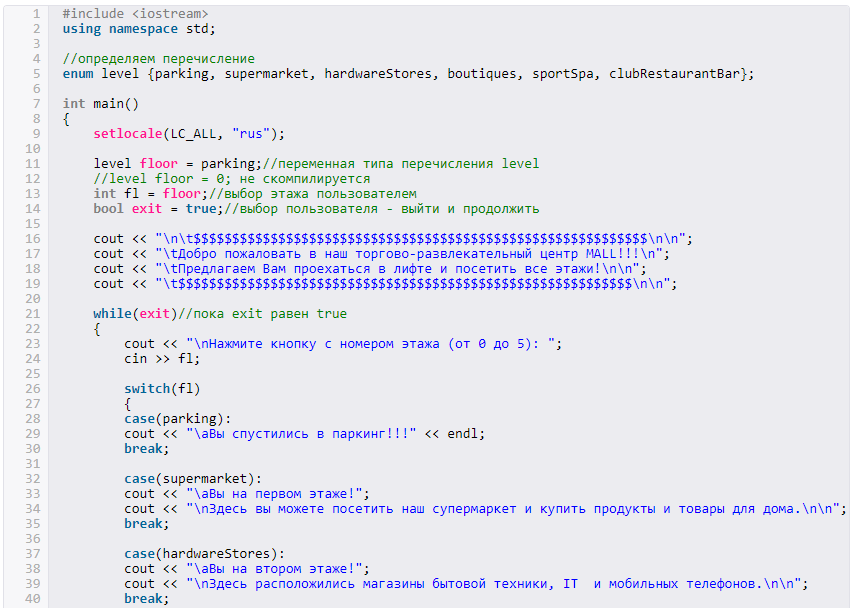 1 #include <iostream>
2 using namespace std;
3
4 //определяем перечисление
5 enum level {parking, supermarket, hardwareStores, boutiques, sportSpa, clubRestaurantBar};
6
7 int main()
8 {
9 setlocale(LC_ALL, "rus");
10
11 level floor = parking;//переменная типа перечисления level
12 //level floor = 0; не скомпилируется
13 int fl = floor;//выбор этажа пользователем
14 bool exit = true;//выбор пользователя - выйти и продолжить
15
16 cout << "\n\t$$$$$$$$$$$$$$$$$$$$$$$$$$$$$$$$$$$$$$$$$$$$$$$$$$$$$$$$$$$\n\n";
17 cout << "\tДобро пожаловать в наш торгово-развлекательный центр MALL!!!\n";
18 cout << "\tПредлагаем Вам проехаться в лифте и посетить все этажи!\n\n";
19 cout << "\t$$$$$$$$$$$$$$$$$$$$$$$$$$$$$$$$$$$$$$$$$$$$$$$$$$$$$$$$$$$\n\n";
20
21 while(exit)//пока exit равен true
22 {
23 cout << "\nНажмите кнопку с номером этажа (от 0 до 5): ";
24 cin >> fl;
25
26 switch(fl)
27 {
28 case(parking):
29 cout << "\aВы спустились в паркинг!!!" << endl;
30 break;
31
32 case(supermarket):
33 cout << "\aВы на первом этаже!";
34 cout << "\nЗдесь вы можете посетить наш супермаркет и купить продукты и товары для дома.\n\n";
35 break;
36
37 case(hardwareStores):
38 cout << "\aВы на втором этаже!";
39 cout << "\nЗдесь расположились магазины бытовой техники, IT  и мобильных телефонов.\n\n";
40 break;